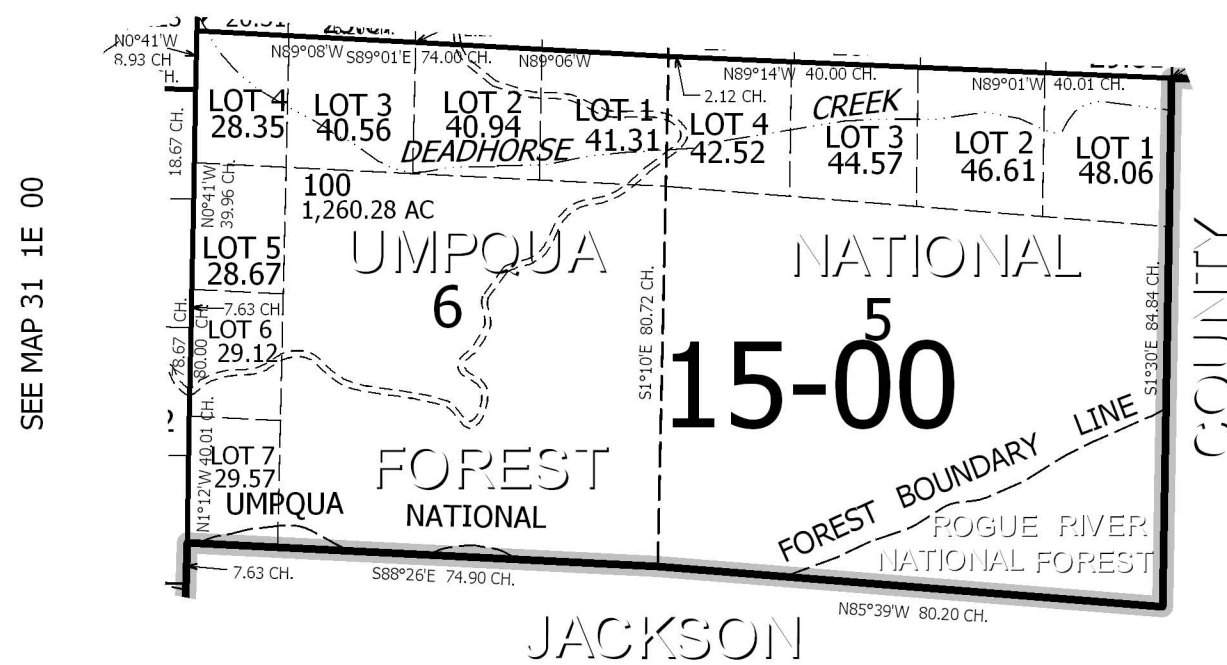 N0°41'W
8.93 CH
N89°08'W
S89°01'E 74.00 CH.
N89°06'W
N89°14'W 40.00 CH.
N89°01'W 40.01 CH.
2.12 CH.
CREEK
LOT 4
28.35
LOT 3
40.56
LOT 2
40.94
LOT 1
41.31
LOT 4
42.52
LOT 3
44.57
LOT 2
46.61
LOT 1
48.06
18.67 CH.
DEADHORSE
100
1,260.28 AC
N0°41'W
39.96 CH.
SEE MAP 31 1E 00
UMPQUA
NATIONAL
COUNTY
LOT 5
28.67
6
5
S1°10'E 80.72 CH.
S1°30'E 84.84 CH.
7.63 CH.
LOT 6
29.12
78.67 CH.
80.00 CH.
15-00
LOT 7
29.57
N1°12'W 40.01 CH.
FOREST
UMPQUA
NATIONAL
FOREST BOUNDARY LINE
ROGUE RIVER
NATIONAL FOREST
7.63 CH.
S88°26'E 74.90 CH.
N85°39'W 80.20 CH.
JACKSON